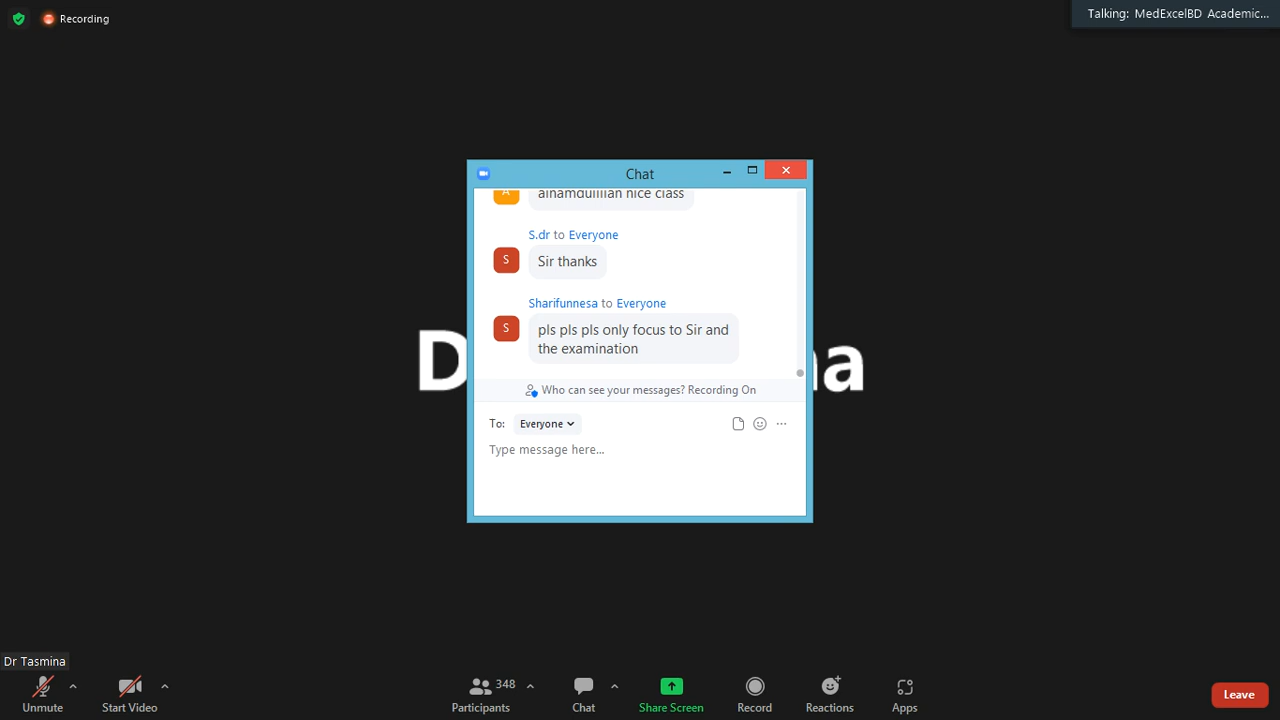 Recording
Talking: MedExcelBD Academic...
Chat
A
ainamduiliian nice class
S.dr to Everyone
S
Sir thanks
Sharifunnesa to Everyone
S
pls pls pls only focus to Sir and
the examination
D
na
Who can see your messages? Recording On
To: Everyone
Type message here...
Dr Tasmina
Unmute
Start Video
348
Participants
Chat
Share Screen
Record
Reactions
Apps
Leave